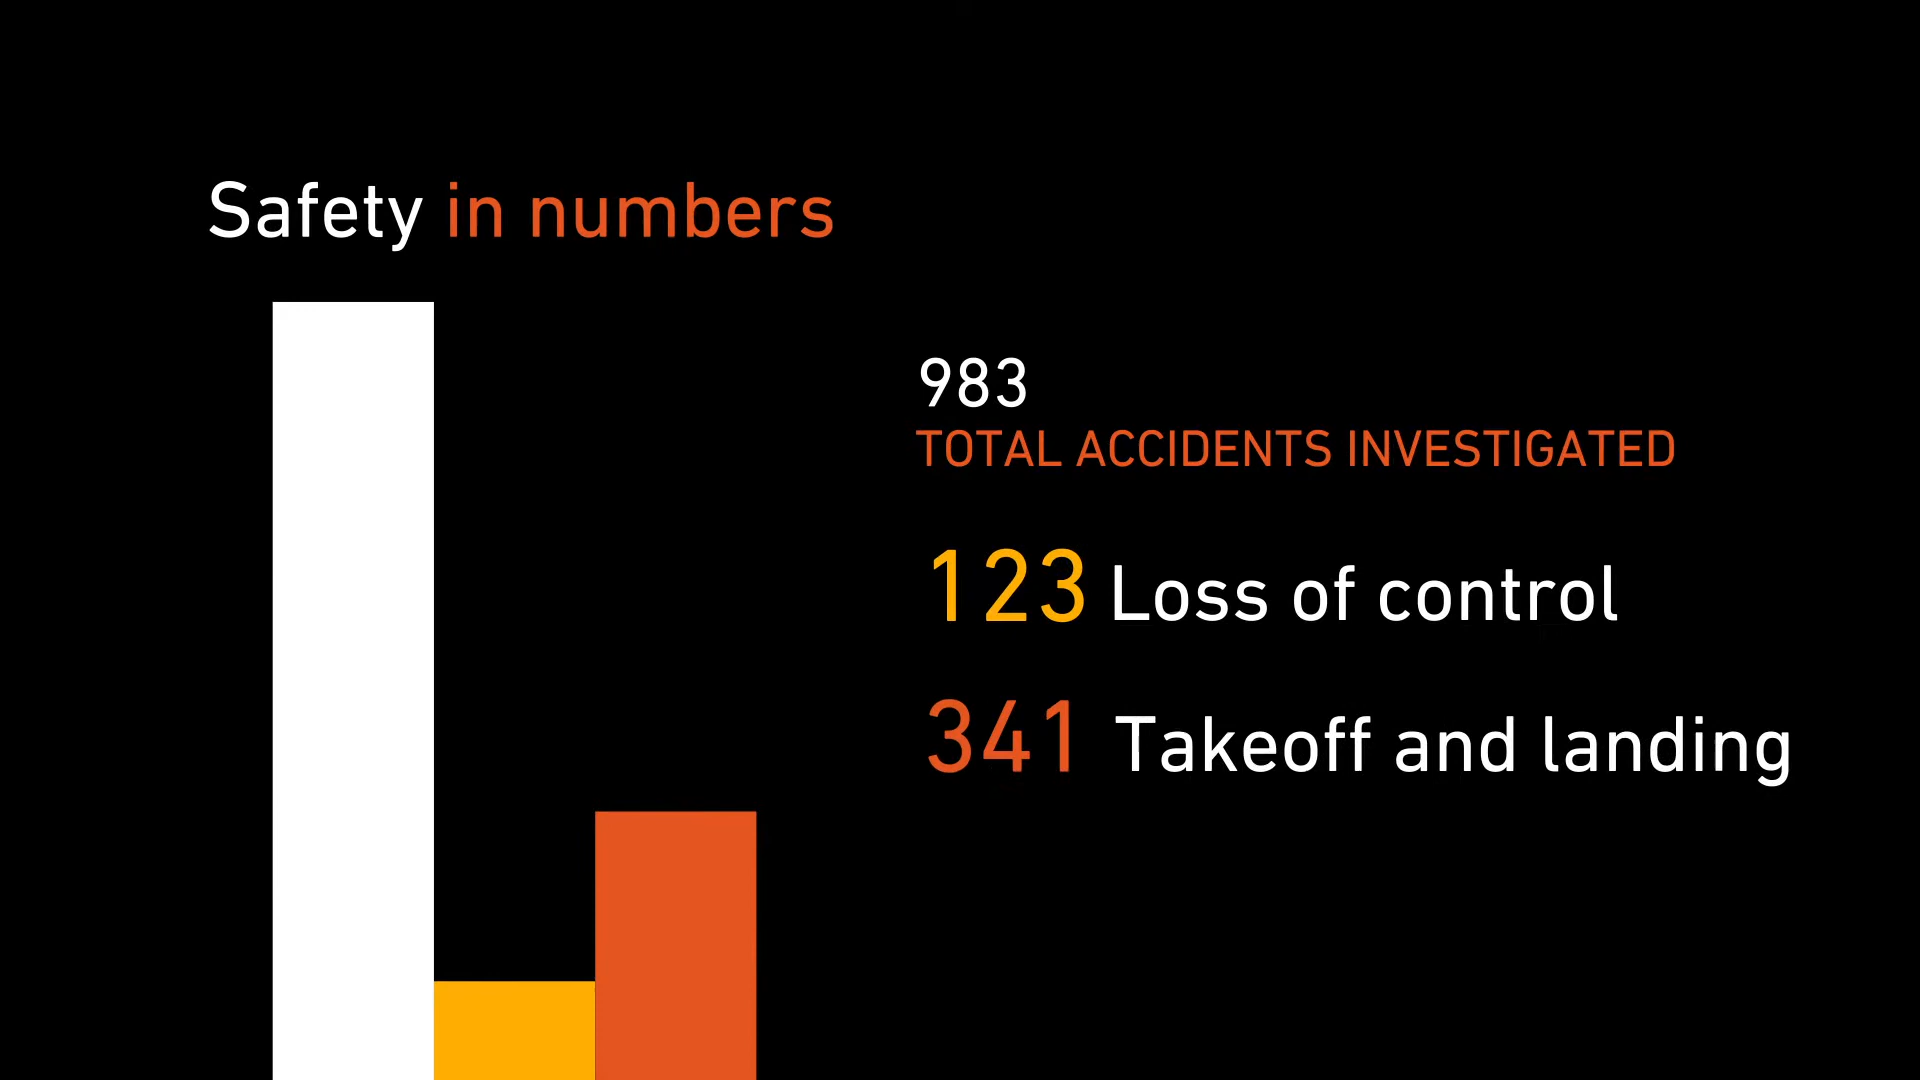 Safety in numbers
983
TOTAL ACCIDENTS INVESTIGATED
123 Loss of control
341 Takeoff and landing